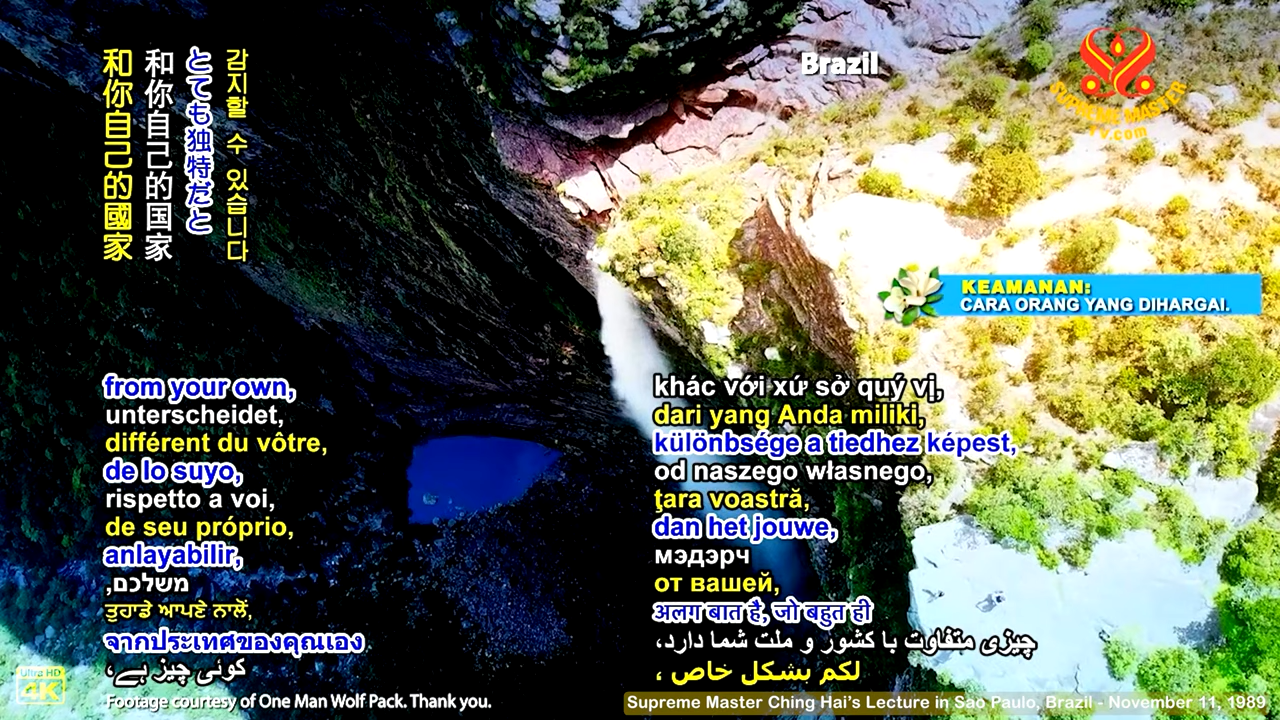 Brazil
SUPREME MASTER
TV.com
감지할 수 있습니다
とても独特だと
和你自己的国家
和你自己的國家
KEAMANAN:
CARA ORANG YANG DIHARGAI.
from your own,
unterscheidet,
différent du vôtre,
de lo suyo,
rispetto a voi,
de seu próprio,
anlayabilir,
משלכם,
ਤੁਹਾਡੇ ਆਪਣੇ ਨਾਲੋਂ,
จากประเทศของคุณเอง
کوئی چیز ہے،
khác với xứ sở quý vị,
dari yang Anda miliki,
különbsége a tiedhez képest,
od naszego własnego,
ţara voastră,
dan het jouwe,
мэдэрч
от вашей,
अलग बात है, जो बहुत ही
چیزی متفاوت با کشور و ملت شما دارد،
لكم بشكل خاص ،
Ultra HD
4K
Footage courtesy of One Man Wolf Pack. Thank you.
Supreme Master Ching Hai's Lecture in Sao Paulo, Brazil - November 11, 1989